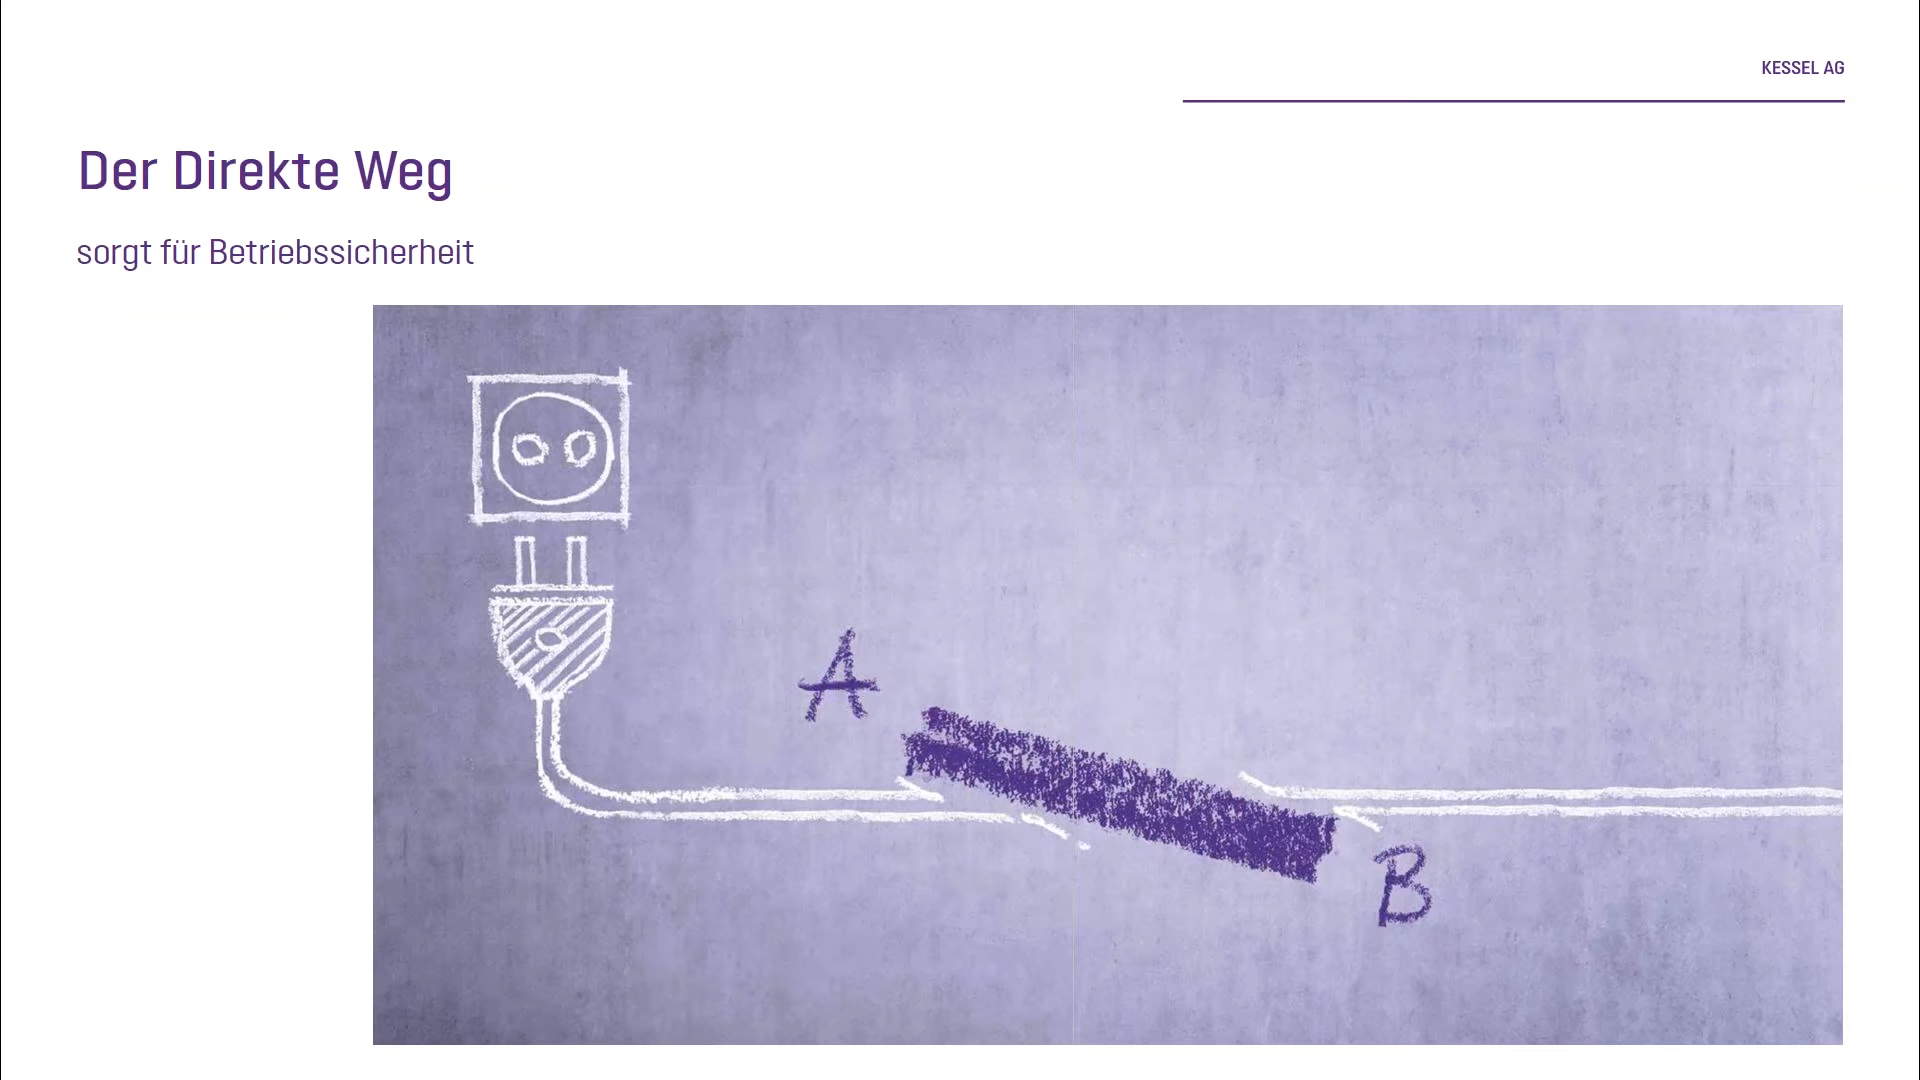 KESSEL AG
Der Direkte Weg
sorgt für Betriebssicherheit
A
B